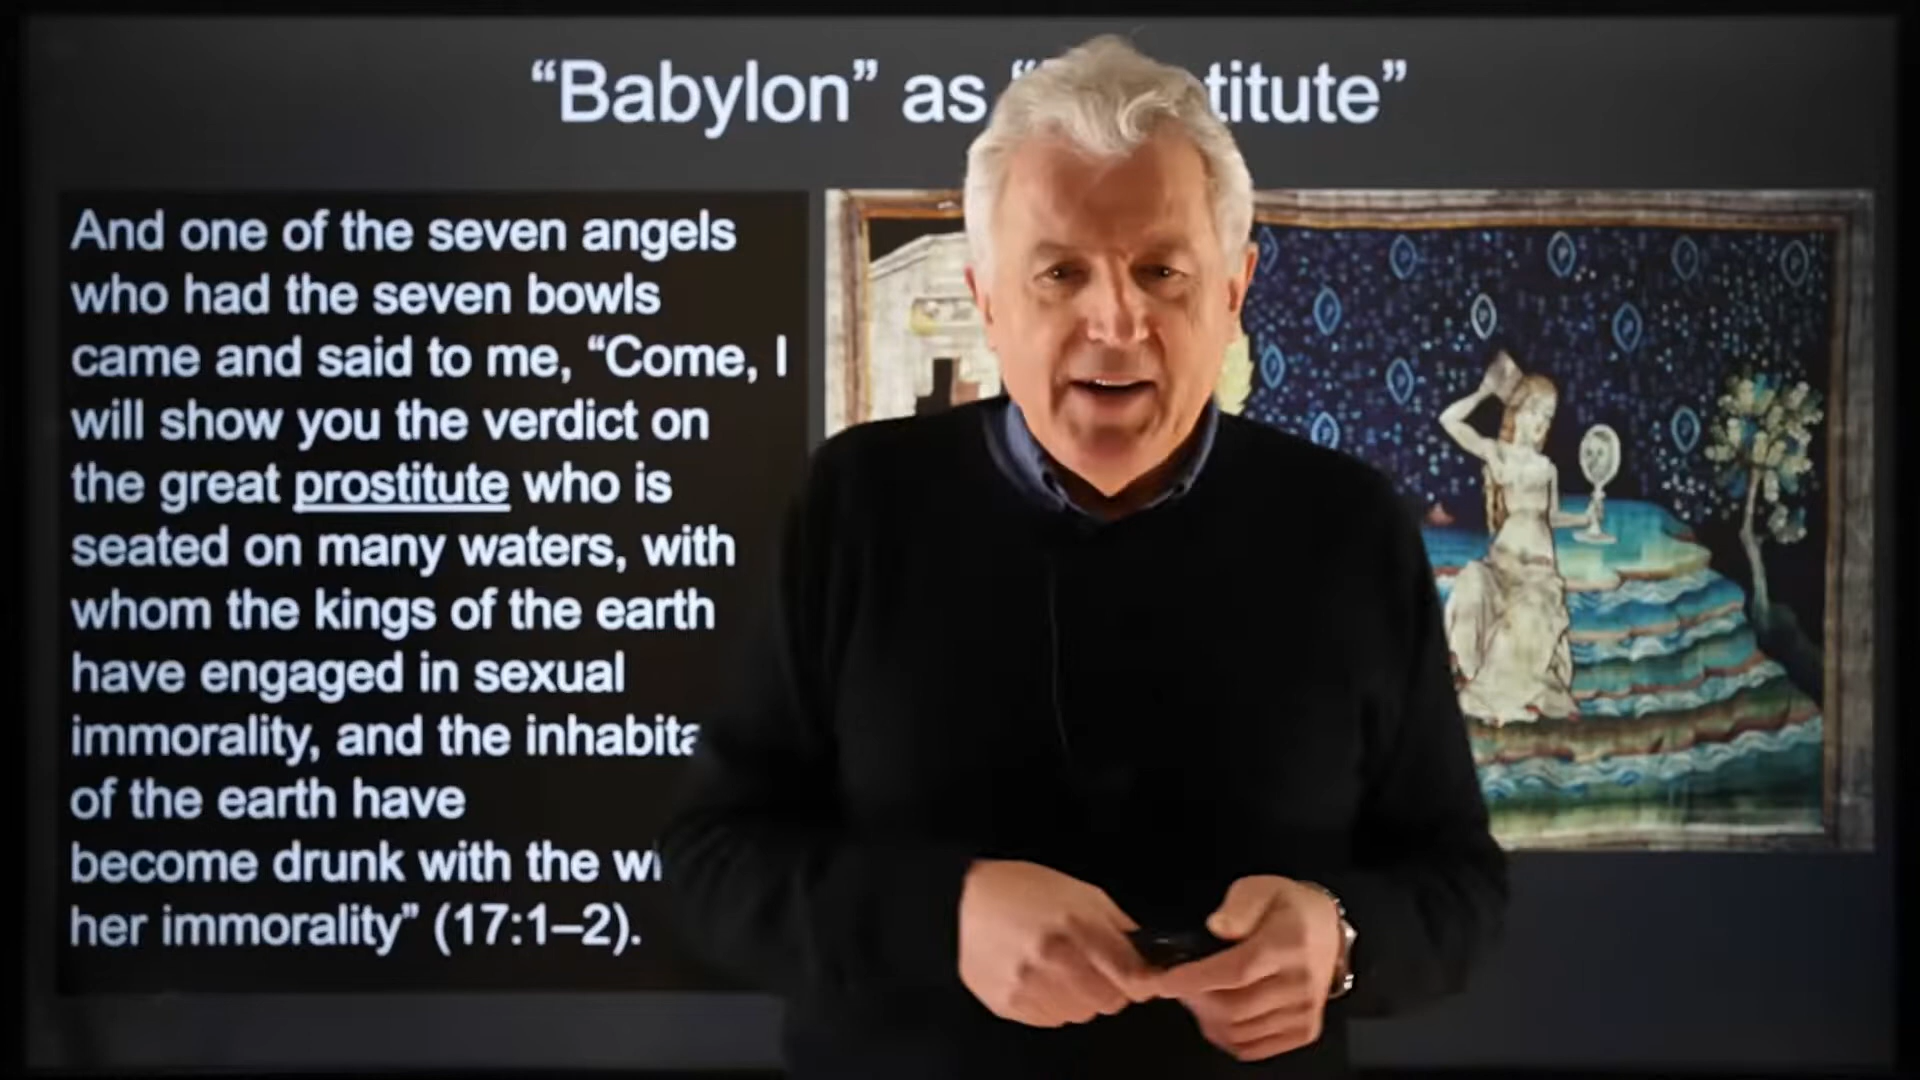 “Babylon” as “ titute”
And one of the seven angels
who had the seven bowls
came and said to me, “Come, I
will show you the verdict on
the great prostitute who is
seated on many waters, with
whom the kings of the earth
have engaged in sexual
immorality, and the inhabita
of the earth have
become drunk with the wi
her immorality” (17:1–2).